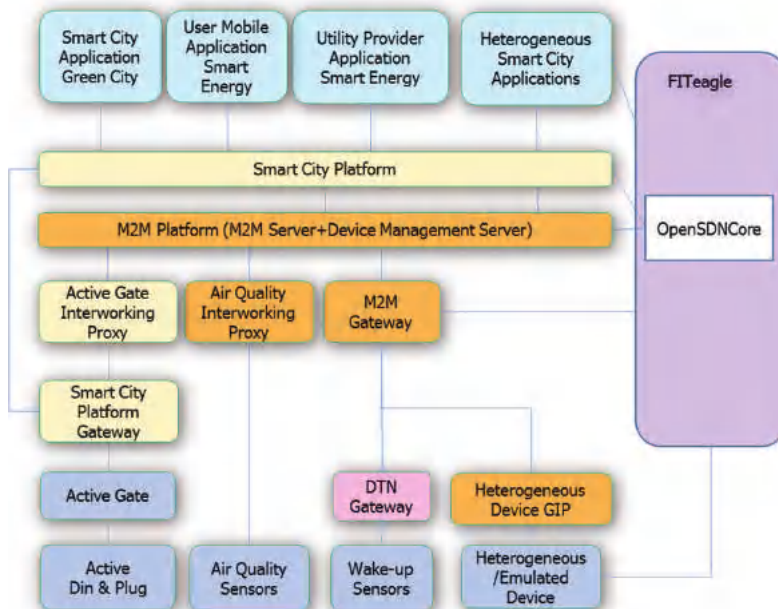 Smart City
Application
Green City
User Mobile
Application
Smart
Energy
Utility Provider
Application
Smart Energy
Heterogeneous
Smart City
Applications
FITeagle
Smart City Platform
OpenSDNCore
M2M Platform (M2M Server+Device Management Server)
Active Gate
Interworking
Proxy
Air Quality
Interworking
Proxy
M2M
Gateway
Smart City
Platform
Gateway
Active Gate
DTN
Gateway
Heterogeneous
Device GIP
Active
Din & Plug
Air Quality
Sensors
Wake-up
Sensors
Heterogeneous
/Emulated
Device